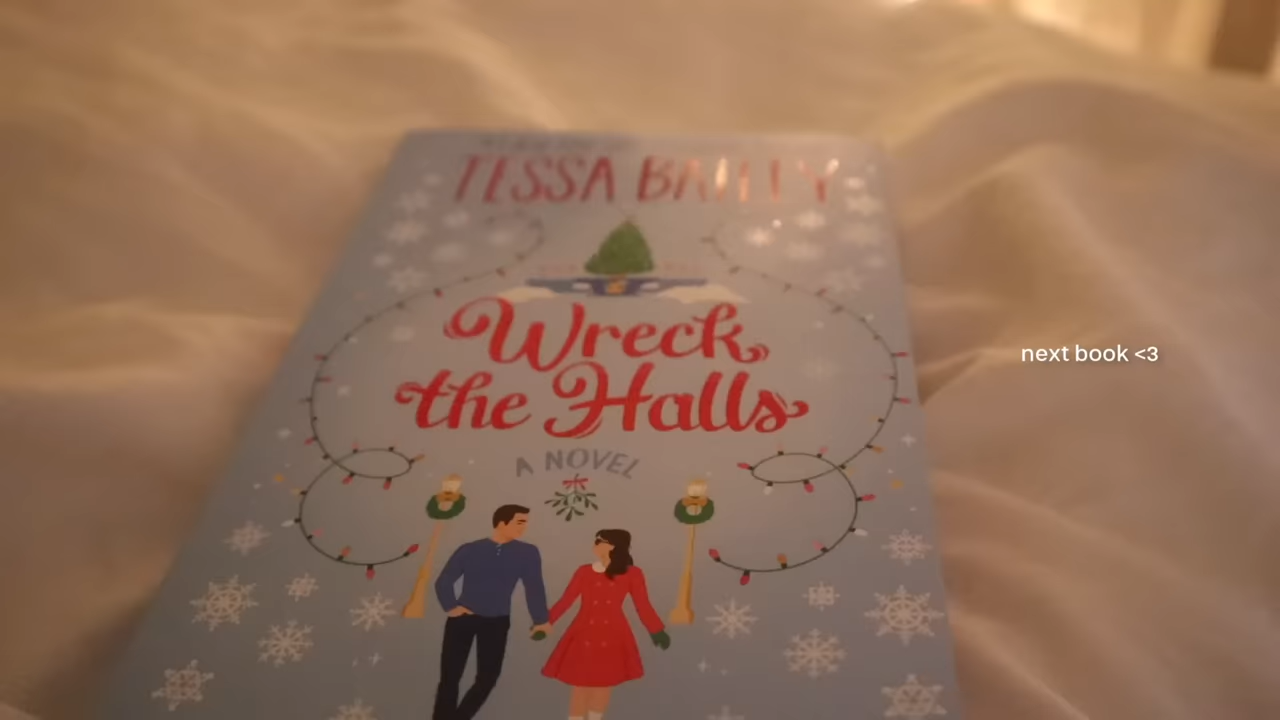 TESSA BAILEY
Wreck
the Halls
A NOVEL
next book <3